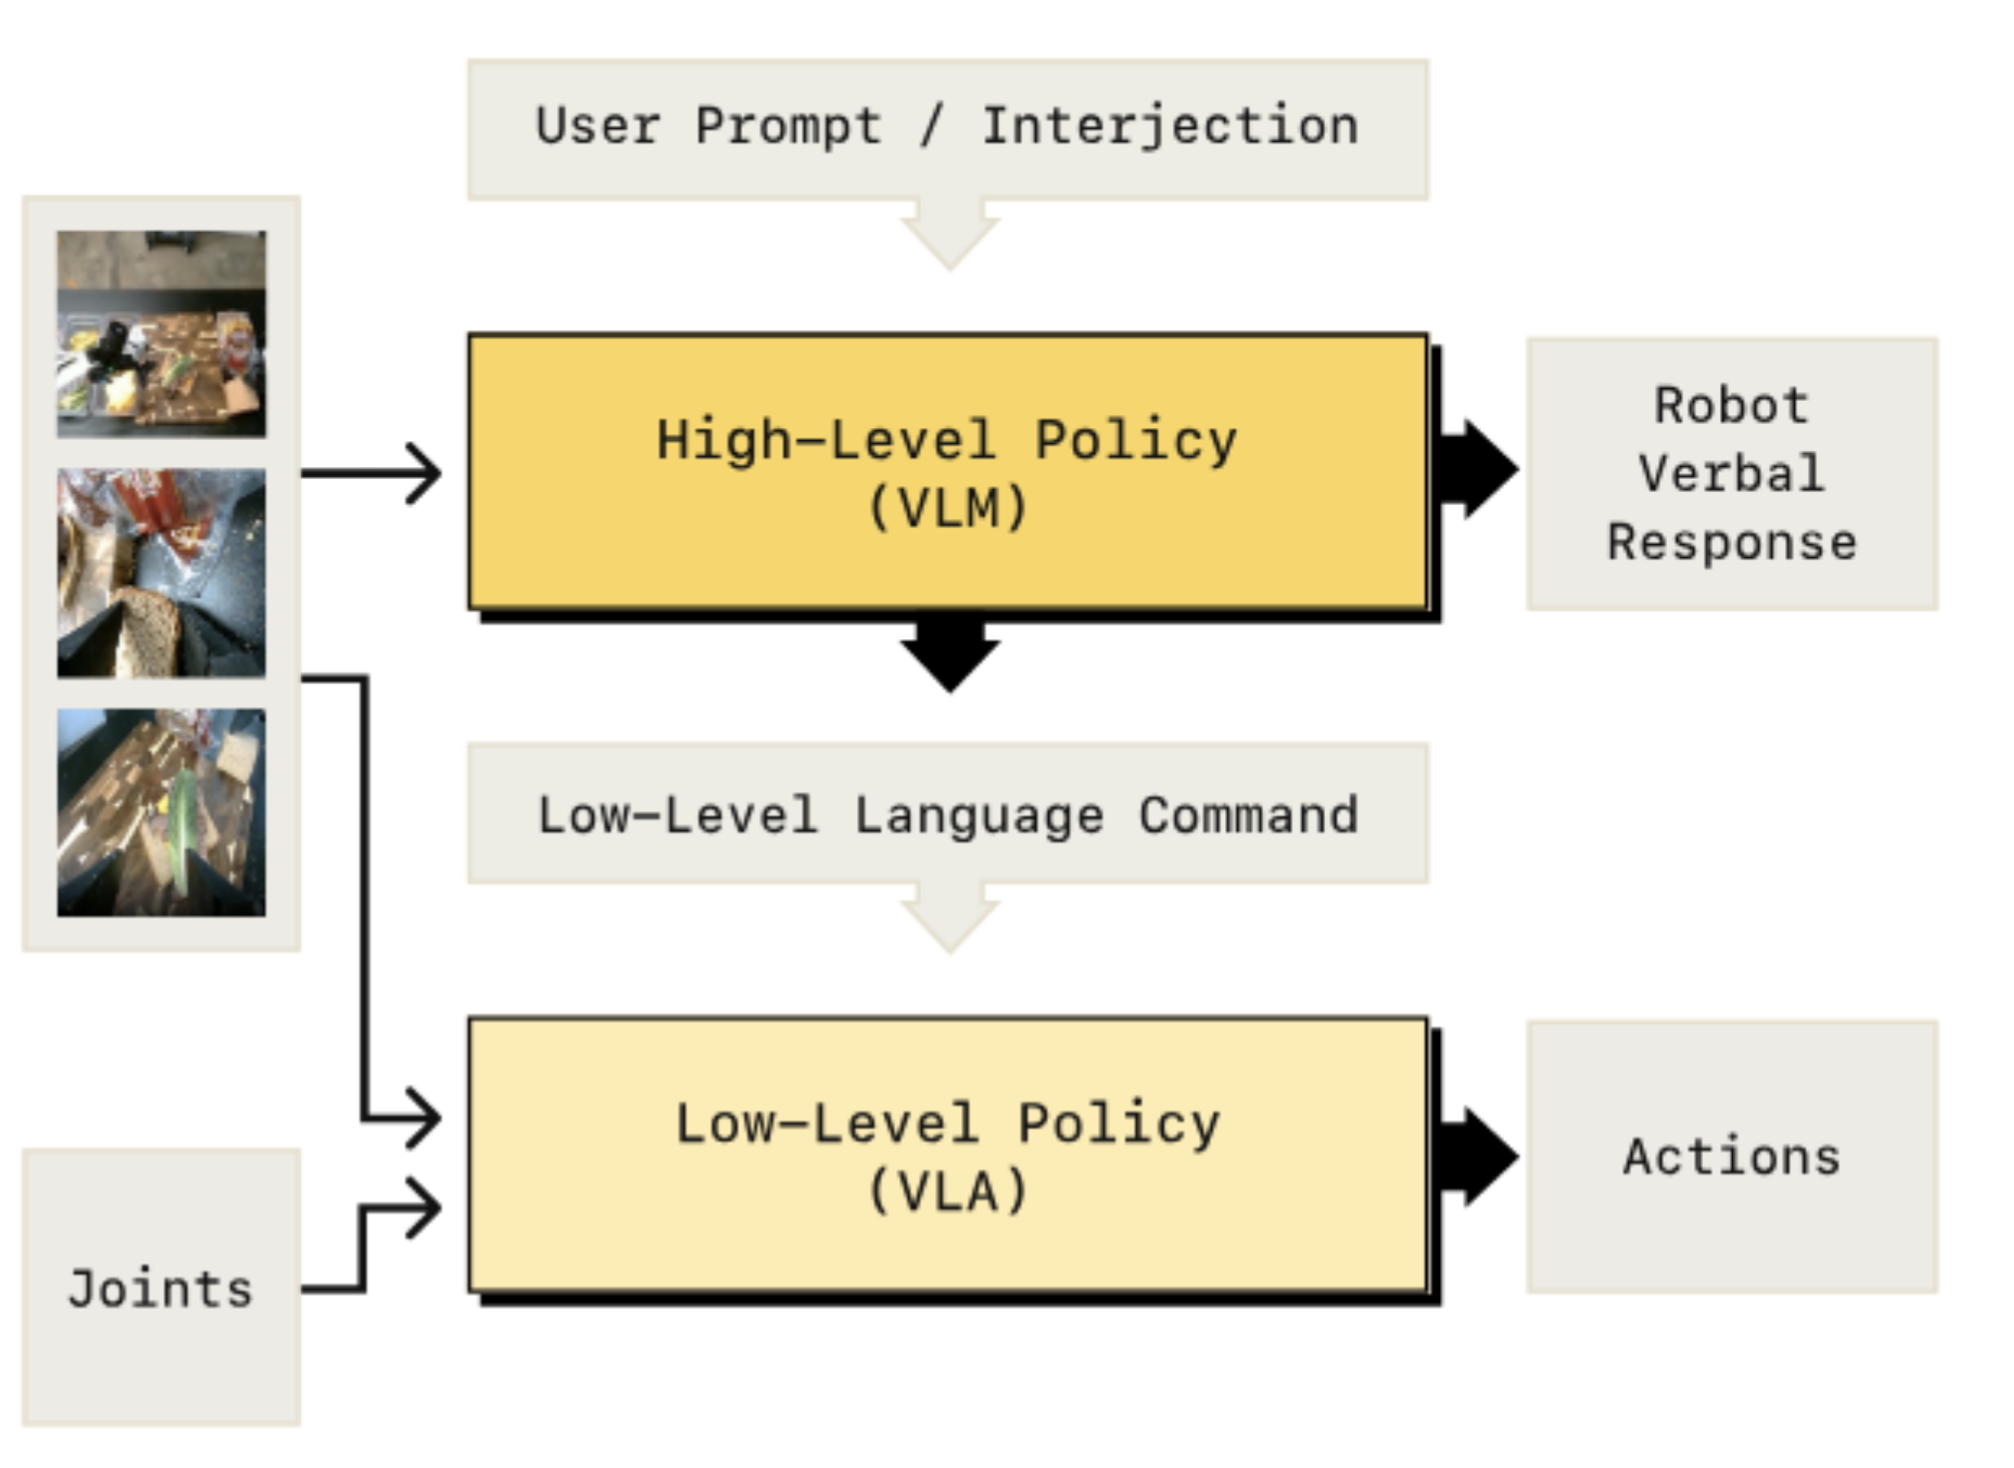 User Prompt / Interjection
High–Level Policy
(VLM)
Robot
Verbal
Response
Low–Level Language Command
Low–Level Policy
(VLA)
Actions
Joints